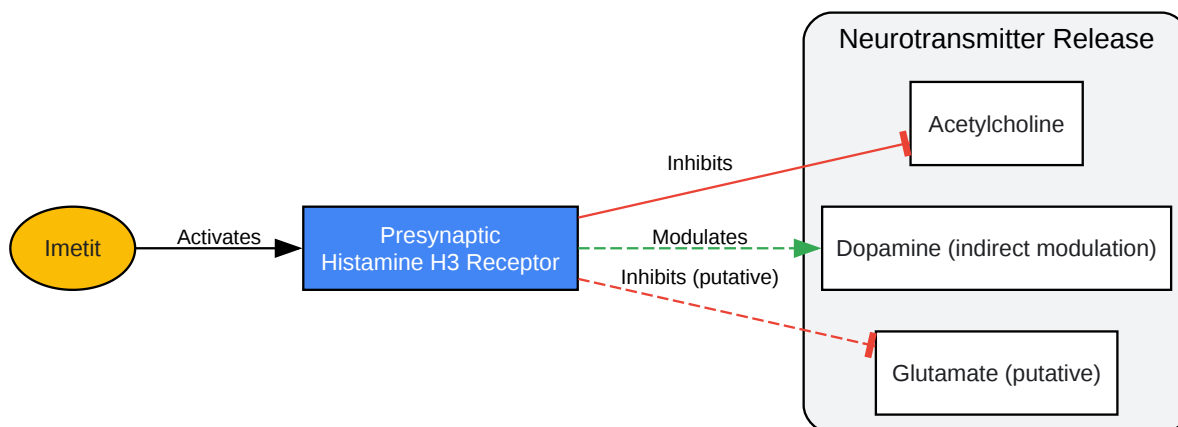 Neurotransmitter Release
Acetylcholine
Inhibits
Imetit
Activates
Presynaptic
Histamine H3 Receptor
Modulates
Dopamine (indirect modulation)
Inhibits (putative)
Glutamate (putative)